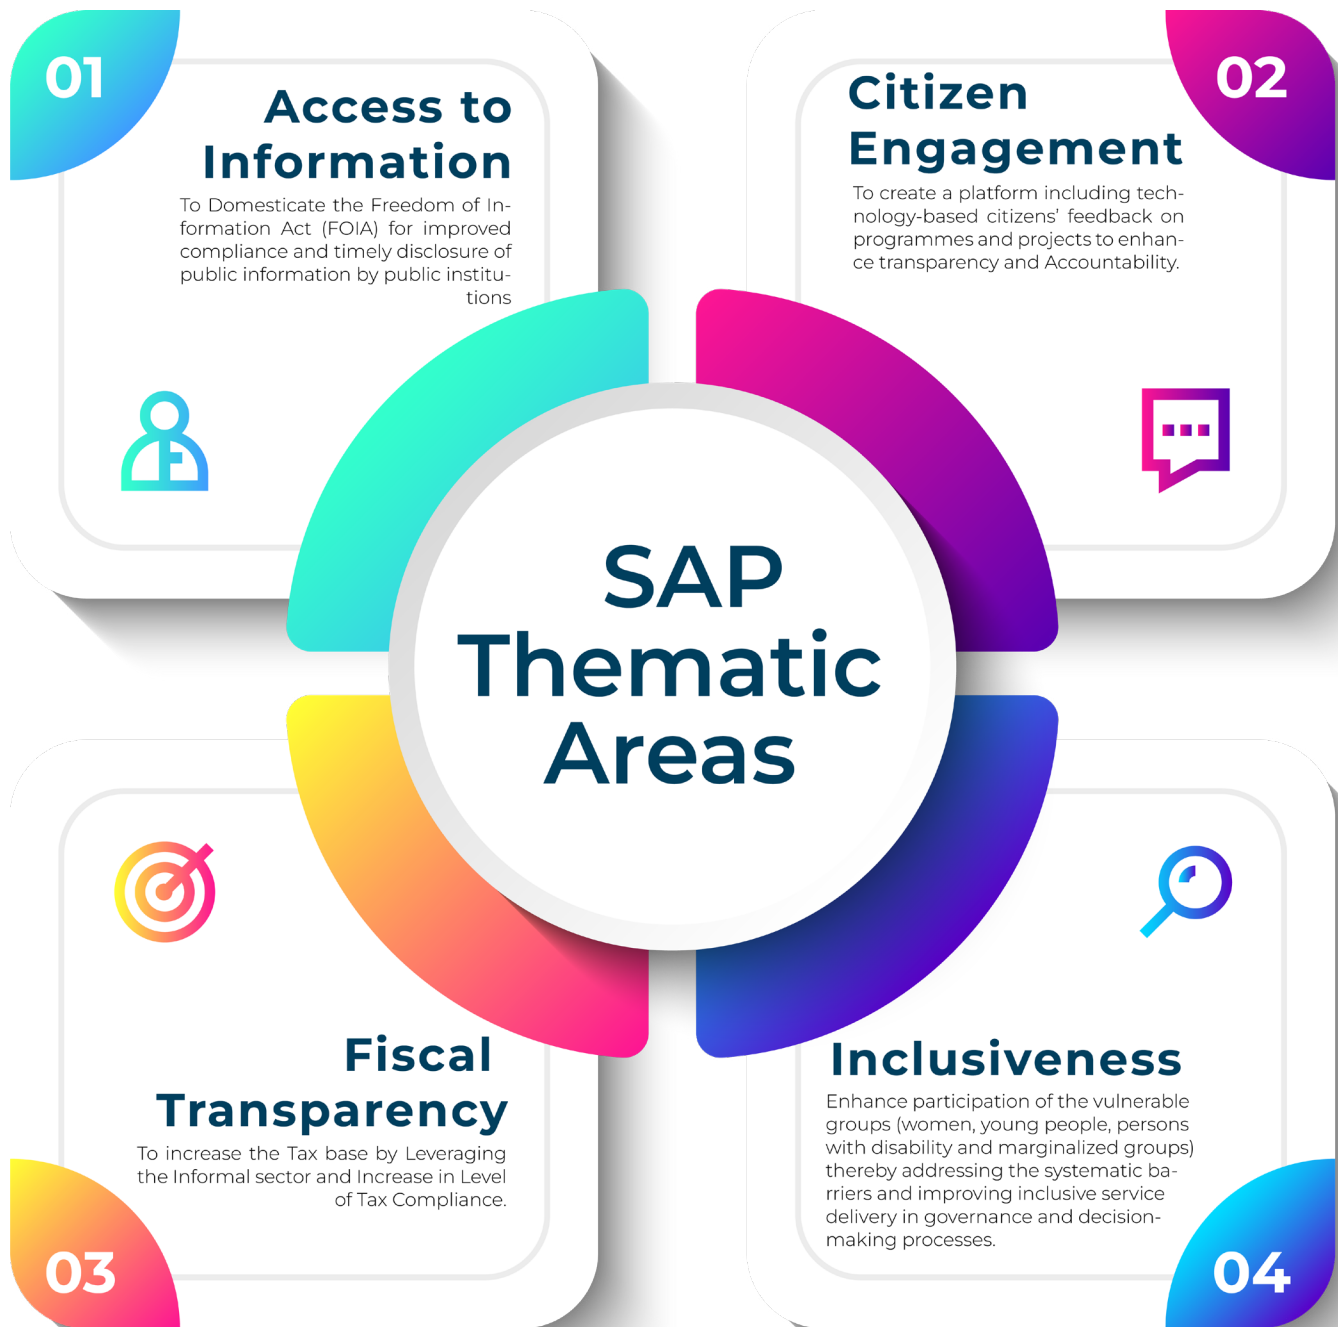 01
Access to
Information
To Domesticate the Freedom of In-
formation Act (FOIA) for improved
compliance and timely disclosure of
public information by public institu-
tions
02
Citizen
Engagement
To create a platform including tech-
nology-based citizens’ feedback on
programmes and projects to enhan-
ce transparency and Accountability.
SAP
Thematic
Areas
Fiscal
Transparency
To increase the Tax base by Leveraging
the Informal sector and Increase in Level
of Tax Compliance.
03
Inclusiveness
Enhance participation of the vulnerable
groups (women, young people, persons
with disability and marginalized groups)
thereby addressing the systematic ba-
rriers and improving inclusive service
delivery in governance and decision-
making processes.
04